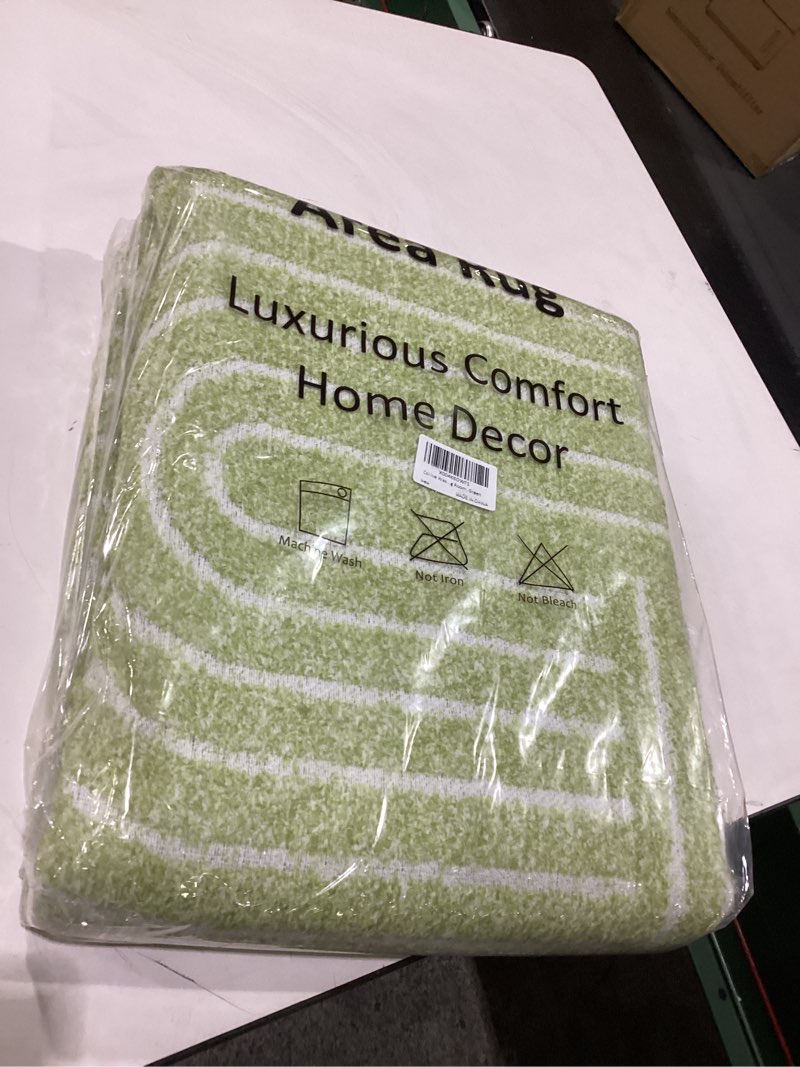 Area Rug
Luxurious Comfort
Home Decor
Machine Wash
Not Iron
Not Bleach